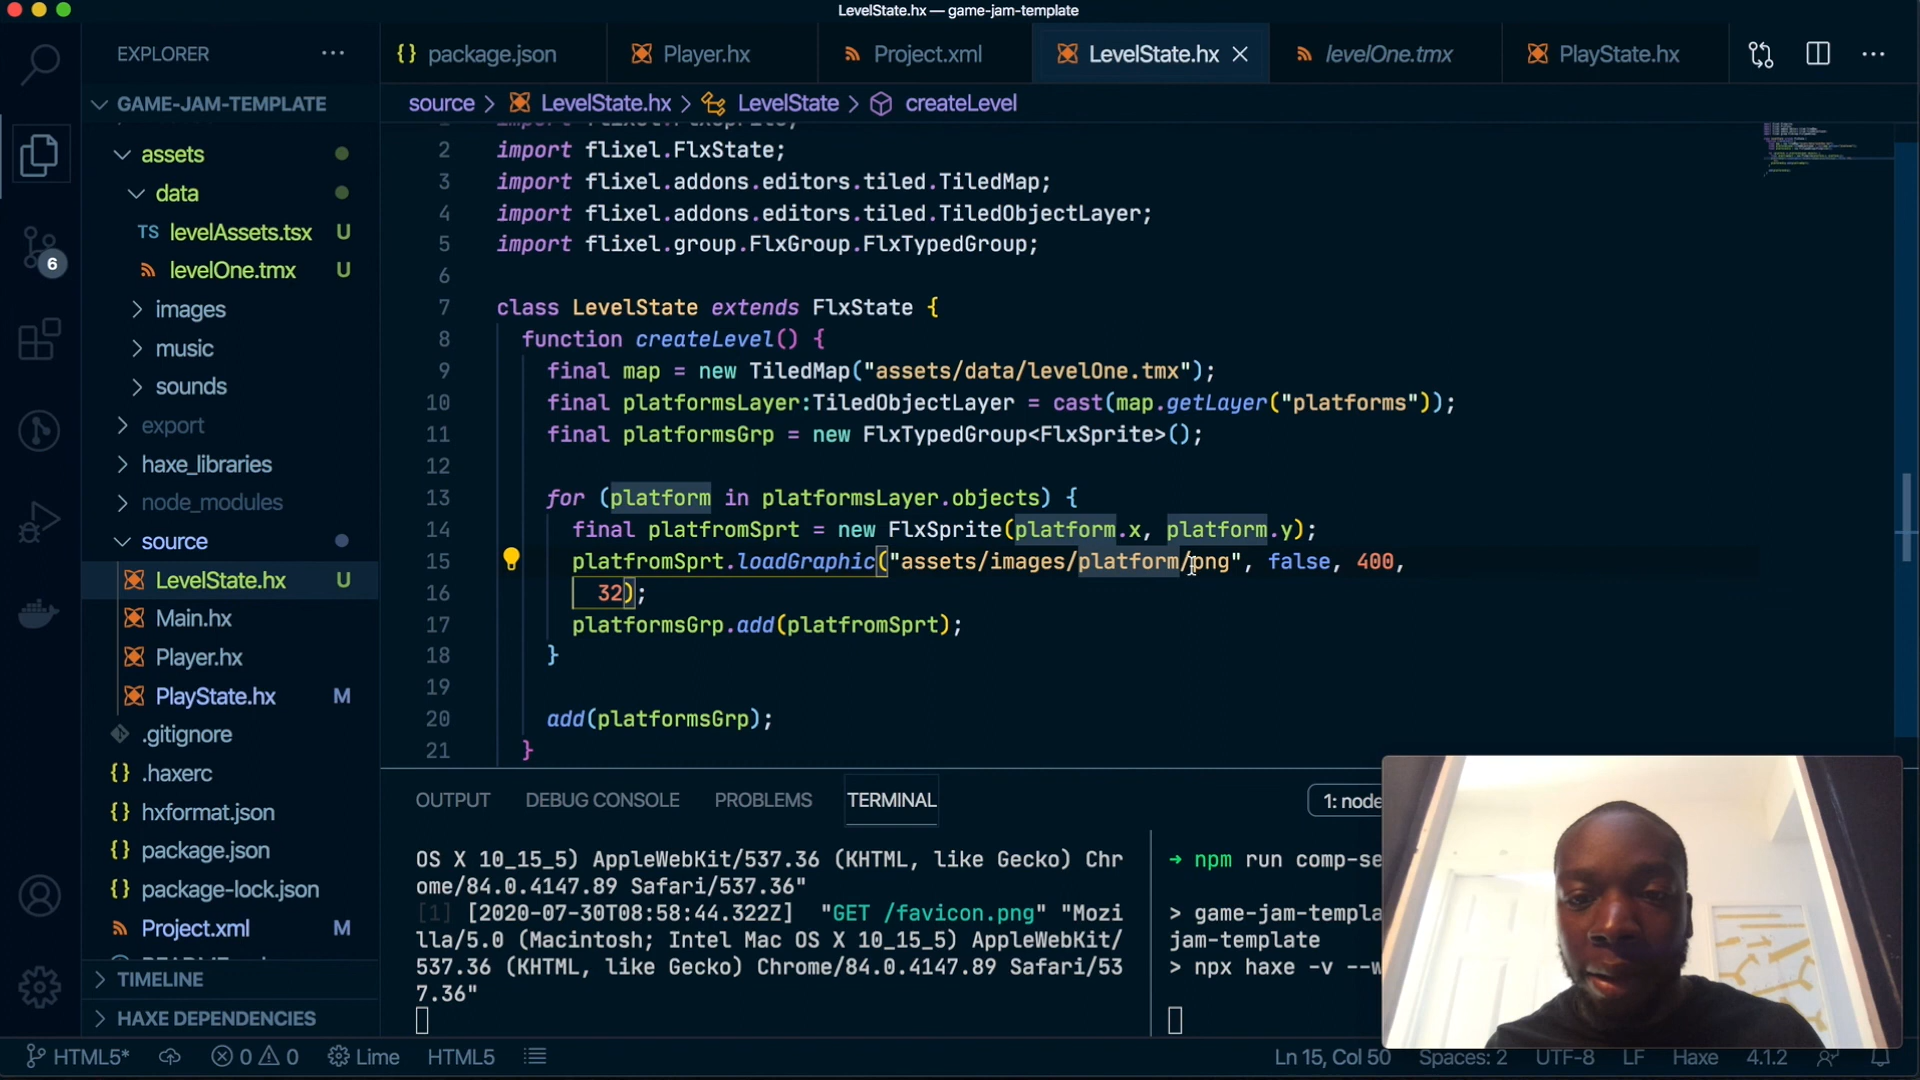 LevelState.hx — game-jam-template
EXPLORER
package.json
Player.hx
Project.xml
LevelState.hx
levelOne.tmx
PlayState.hx
GAME-JAM-TEMPLATE
source > LevelState.hx > LevelState > createLevel
assets
data
TS levelAssets.tsx U
levelOne.tmx U
images
music
sounds
export
haxe_libraries
node_modules
source
LevelState.hx U
Main.hx
Player.hx
PlayState.hx M
.gitignore
{} .haxerc
{} hxformat.json
{} package.json
{} package-lock.json
Project.xml M
TIMELINE
HAXE DEPENDENCIES
6
2 import flixel.FlxState;
3 import flixel.addons.editors.tiled.TiledMap;
4 import flixel.addons.editors.tiled.TiledObjectLayer;
5 import flixel.group.FlxGroup.FlxTypedGroup;
6
7 class LevelState extends FlxState {
8 function createLevel() {
9 final map = new TiledMap("assets/data/levelOne.tmx");
10 final platformsLayer:TiledObjectLayer = cast(map.getLayer("platforms"));
11 final platformsGrp = new FlxTypedGroup<FlxSprite>();
12
13 for (platform in platformsLayer.objects) {
14 final platfromSprt = new FlxSprite(platform.x, platform.y);
15 platfromSprt.loadGraphic("assets/images/platform/png", false, 400,
16 32);
17 platformsGrp.add(platfromSprt);
18 }
19
20 add(platformsGrp);
21 }
OUTPUT DEBUG CONSOLE PROBLEMS TERMINAL
1: node
OS X 10_15_5) AppleWebKit/537.36 (KHTML, like Gecko) Chr
ome/84.0.4147.89 Safari/537.36"
[1] [2020-07-30T08:58:44.322Z] "GET /favicon.png" "Mozi
lla/5.0 (Macintosh; Intel Mac OS X 10_15_5) AppleWebKit/
537.36 (KHTML, like Gecko) Chrome/84.0.4147.89 Safari/53
7.36"
→ npm run comp-se
> game-jam-templa
jam-template
> npx haxe -v --w
HTML5* 0 0 Lime HTML5
Ln 15, Col 50 Spaces: 2 UTF-8 LF Haxe 4.1.2